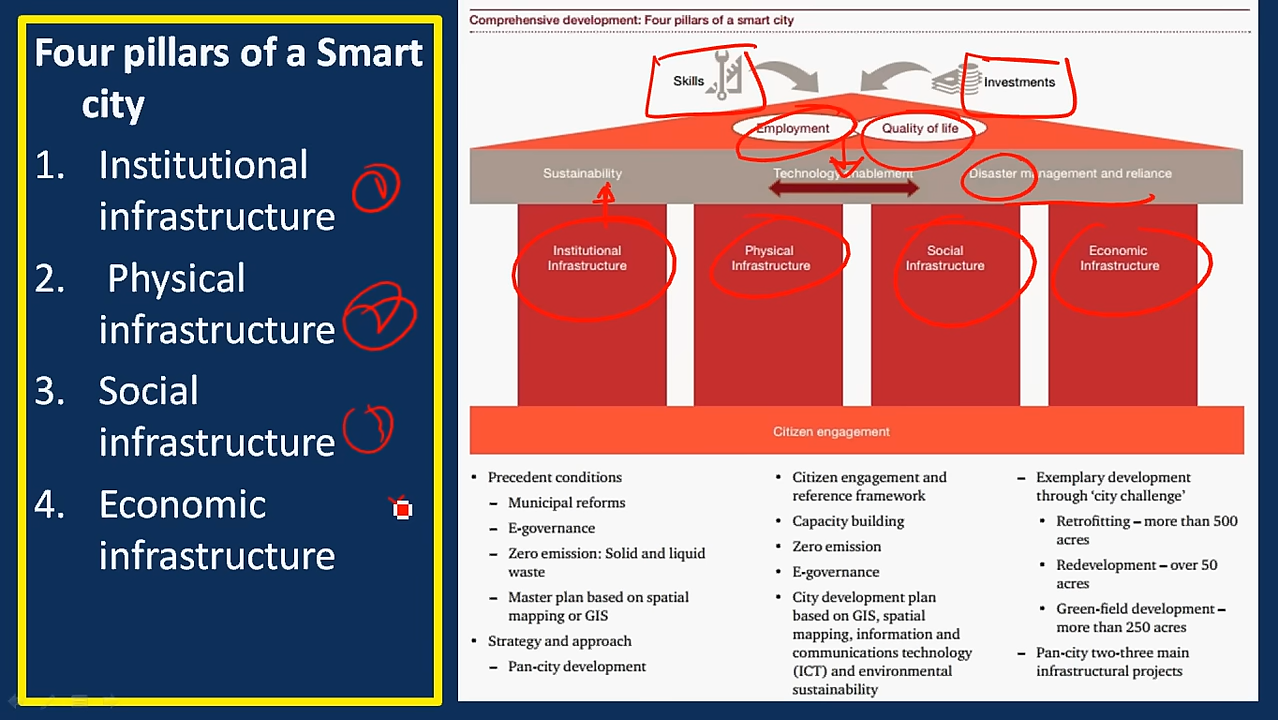 Four pillars of a Smart
city
1. Institutional
infrastructure
2. Physical
infrastructure
3. Social
infrastructure
4. Economic
infrastructure
Comprehensive development: Four pillars of a smart city
Skills
Investments
Employment
Quality of life
Sustainability
Technology enablement
Disaster management and reliance
Institutional
Infrastructure
Physical
Infrastructure
Social
Infrastructure
Economic
Infrastructure
Citizen engagement
• Precedent conditions
– Municipal reforms
– E-governance
– Zero emission: Solid and liquid
waste
– Master plan based on spatial
mapping or GIS
• Strategy and approach
– Pan-city development
• Citizen engagement and
reference framework
• Capacity building
• Zero emission
• E-governance
• City development plan
based on GIS, spatial
mapping, information and
communications technology
(ICT) and environmental
sustainability
– Exemplary development
through ‘city challenge’
• Retrofitting – more than 500
acres
• Redevelopment – over 50
acres
• Green-field development –
more than 250 acres
– Pan-city two-three main
infrastructural projects